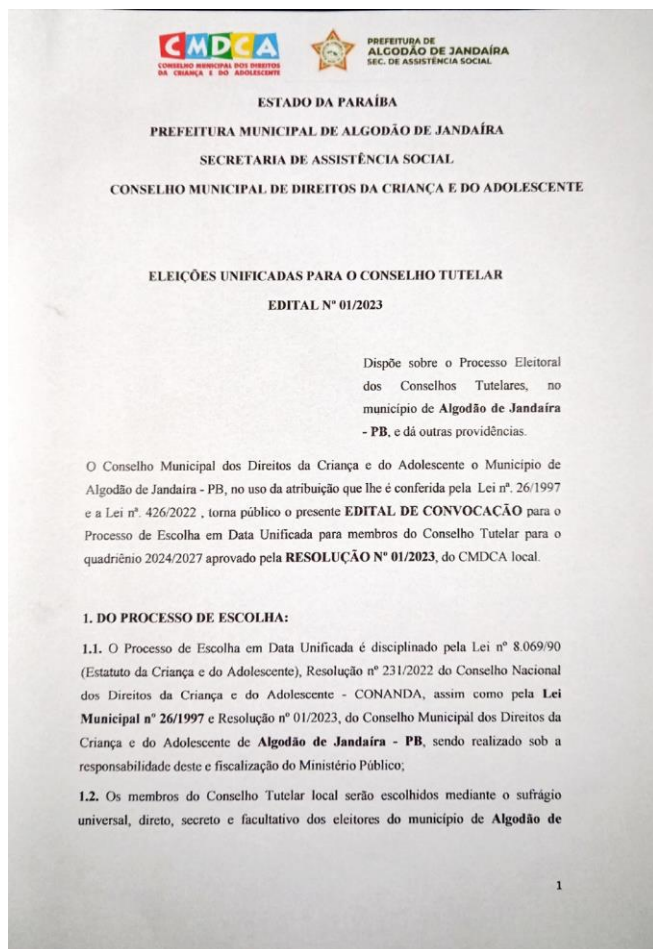 CMDCA
CONSELHO MUNICIPAL DOS DIREITOS
DA CRIANÇA E DO ADOLESCENTE
PREFEITURA DE
ALGODÃO DE JANDAÍRA
SEC. DE ASSISTÊNCIA SOCIAL
ESTADO DA PARAÍBA
PREFEITURA MUNICIPAL DE ALGODÃO DE JANDAÍRA
SECRETARIA DE ASSISTÊNCIA SOCIAL
CONSELHO MUNICIPAL DE DIREITOS DA CRIANÇA E DO ADOLESCENTE
ELEIÇÕES UNIFICADAS PARA O CONSELHO TUTELAR
EDITAL Nº 01/2023
Dispõe sobre o Processo Eleitoral
dos Conselhos Tutelares, no
município de Algodão de Jandaíra
- PB, e dá outras providências.
O Conselho Municipal dos Direitos da Criança e do Adolescente o Município de
Algodão de Jandaíra - PB, no uso da atribuição que lhe é conferida pela Lei nª. 26/1997
e a Lei nª. 426/2022 , torna público o presente EDITAL DE CONVOCAÇÃO para o
Processo de Escolha em Data Unificada para membros do Conselho Tutelar para o
quadriênio 2024/2027 aprovado pela RESOLUÇÃO Nº 01/2023, do CMDCA local.
1. DO PROCESSO DE ESCOLHA:
1.1. O Processo de Escolha em Data Unificada é disciplinado pela Lei nº 8.069/90
(Estatuto da Criança e do Adolescente), Resolução nº 231/2022 do Conselho Nacional
dos Direitos da Criança e do Adolescente - CONANDA, assim como pela Lei
Municipal nº 26/1997 e Resolução nº 01/2023, do Conselho Municipal dos Direitos da
Criança e do Adolescente de Algodão de Jandaíra - PB, sendo realizado sob a
responsabilidade deste e fiscalização do Ministério Público;
1.2. Os membros do Conselho Tutelar local serão escolhidos mediante o sufrágio
universal, direto, secreto e facultativo dos eleitores do município de Algodão de
1